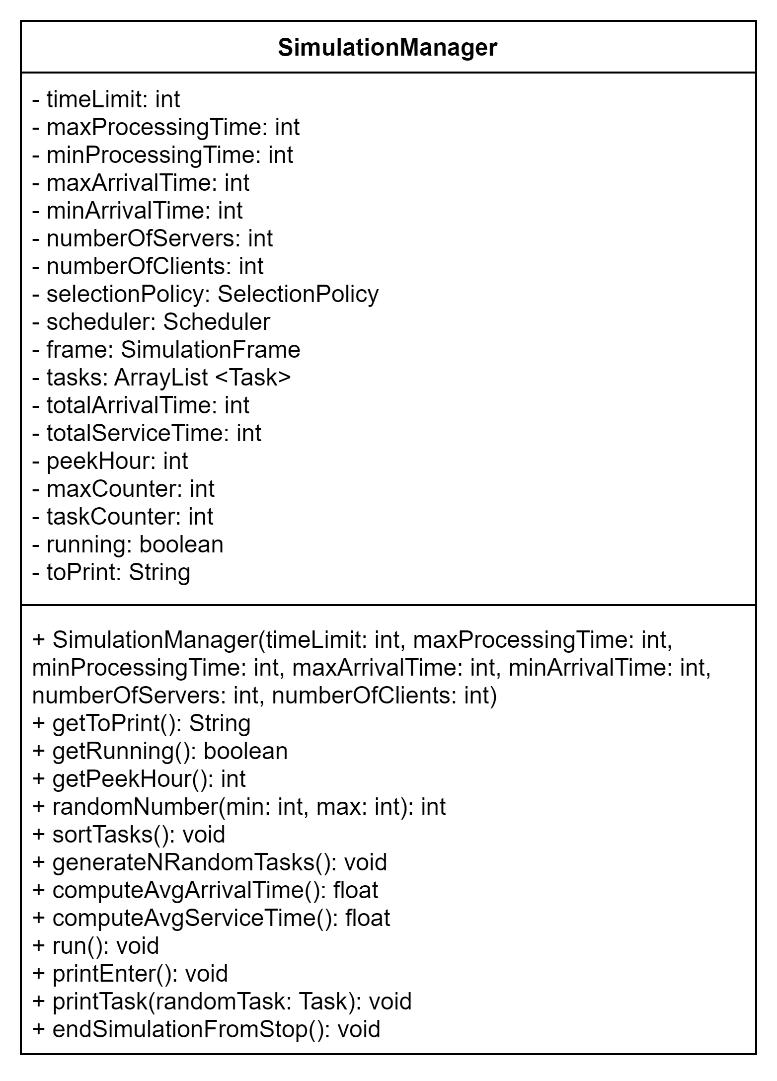 SimulationManager
- timeLimit: int
- maxProcessingTime: int
- minProcessingTime: int
- maxArrivalTime: int
- minArrivalTime: int
- numberOfServers: int
- numberOfClients: int
- selectionPolicy: SelectionPolicy
- scheduler: Scheduler
- frame: SimulationFrame
- tasks: ArrayList <Task>
- totalArrivalTime: int
- totalServiceTime: int
- peekHour: int
- maxCounter: int
- taskCounter: int
- running: boolean
- toPrint: String
+ SimulationManager(timeLimit: int, maxProcessingTime: int,
minProcessingTime: int, maxArrivalTime: int, minArrivalTime: int,
numberOfServers: int, numberOfClients: int)
+ getToPrint(): String
+ getRunning(): boolean
+ getPeekHour(): int
+ randomNumber(min: int, max: int): int
+ sortTasks(): void
+ generateNRandomTasks(): void
+ computeAvgArrivalTime(): float
+ computeAvgServiceTime(): float
+ run(): void
+ printEnter(): void
+ printTask(randomTask: Task): void
+ endSimulationFromStop(): void